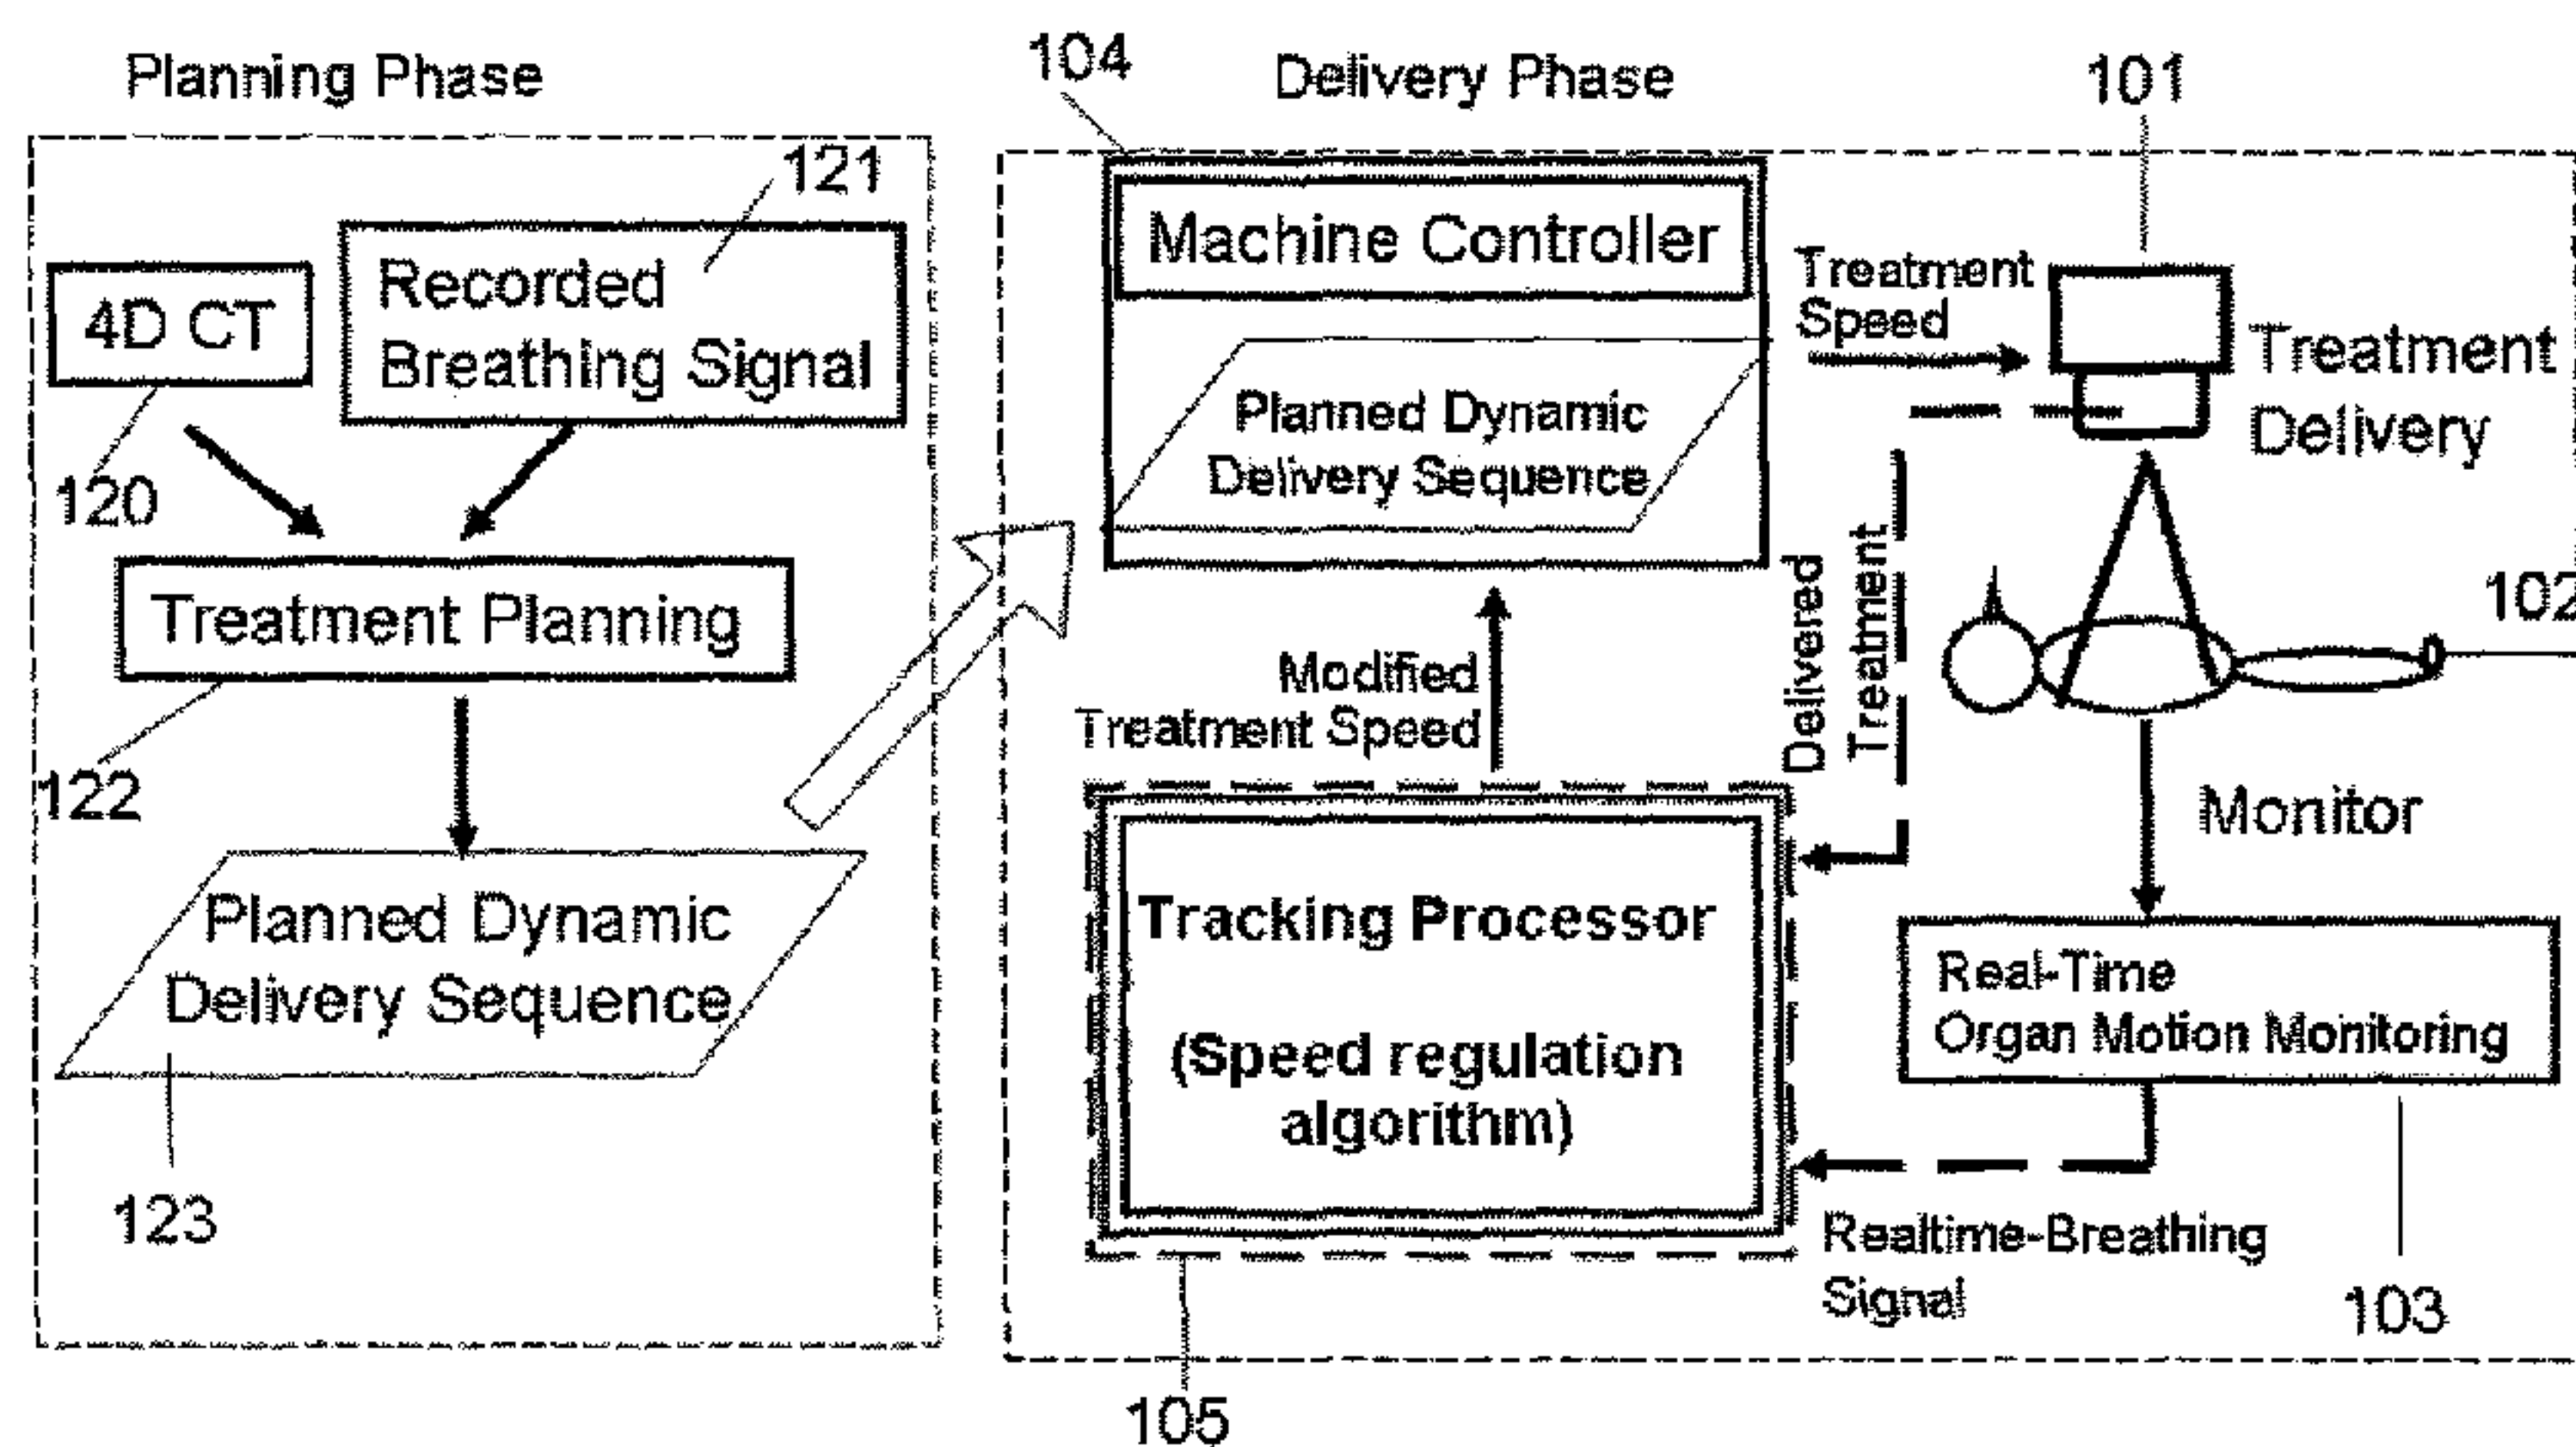 Planning Phase
121
4D CT
Recorded
Breathing Signal
120
Treatment Planning
122
Planned Dynamic
Delivery Sequence
123
104
Delivery Phase
101
Machine Controller
Planned Dynamic
Delivery Sequence
Treatment
Speed
Treatment
Delivery
102
Modified
Treatment Speed
Delivered
Treatment
Monitor
Tracking Processor
(Speed regulation
algorithm)
Real-Time
Organ Motion Monitoring
Realtime-Breathing
Signal
103
105